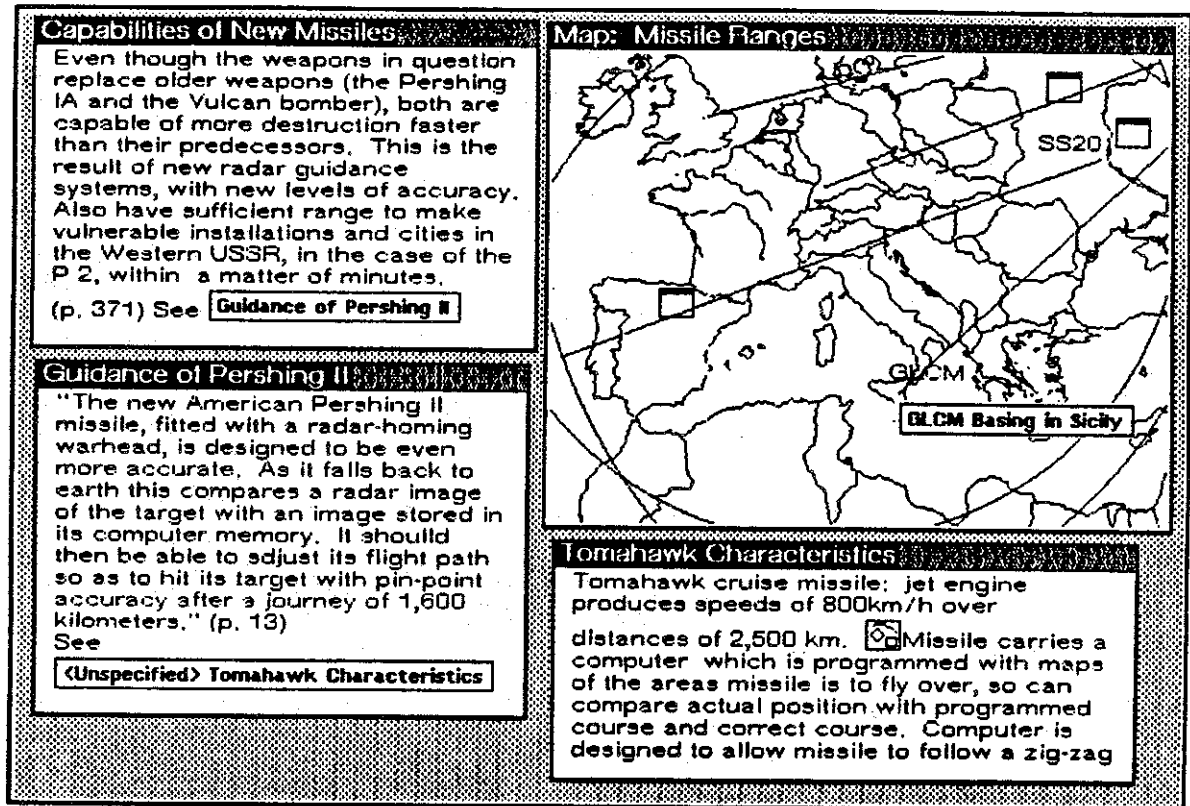 Capabilities of New Missiles
Even though the weapons in question
replace older weapons (the Pershing
IA and the Vulcan bomber), both are
capable of more destruction faster
than their predecessors. This is the
result of new radar guidance
systems, with new levels of accuracy.
Also have sufficient range to make
vulnerable installations and cities in
the Western USSR, in the case of the
P 2, within a matter of minutes.
(p. 371) See Guidance of Pershing II
Guidance of Pershing II
"The new American Pershing II
missile, fitted with a radar-homing
warhead, is designed to be even
more accurate. As it falls back to
earth this compares a radar image
of the target with an image stored in
its computer memory. It shoulld
then be able to adjust its flight path
so as to hit its target with pin-point
accuracy after a journey of 1,600
kilometers." (p. 13)
See
<Unspecified> Tomahawk Characteristics
Map: Missile Ranges
SS20
GLCM
GLCM Basing in Sicily
Tomahawk Characteristics
Tomahawk cruise missile: jet engine
produces speeds of 800km/h over
distances of 2,500 km. Missile carries a
computer which is programmed with maps
of the areas missile is to fly over, so can
compare actual position with programmed
course and correct course. Computer is
designed to allow missile to follow a zig-zag